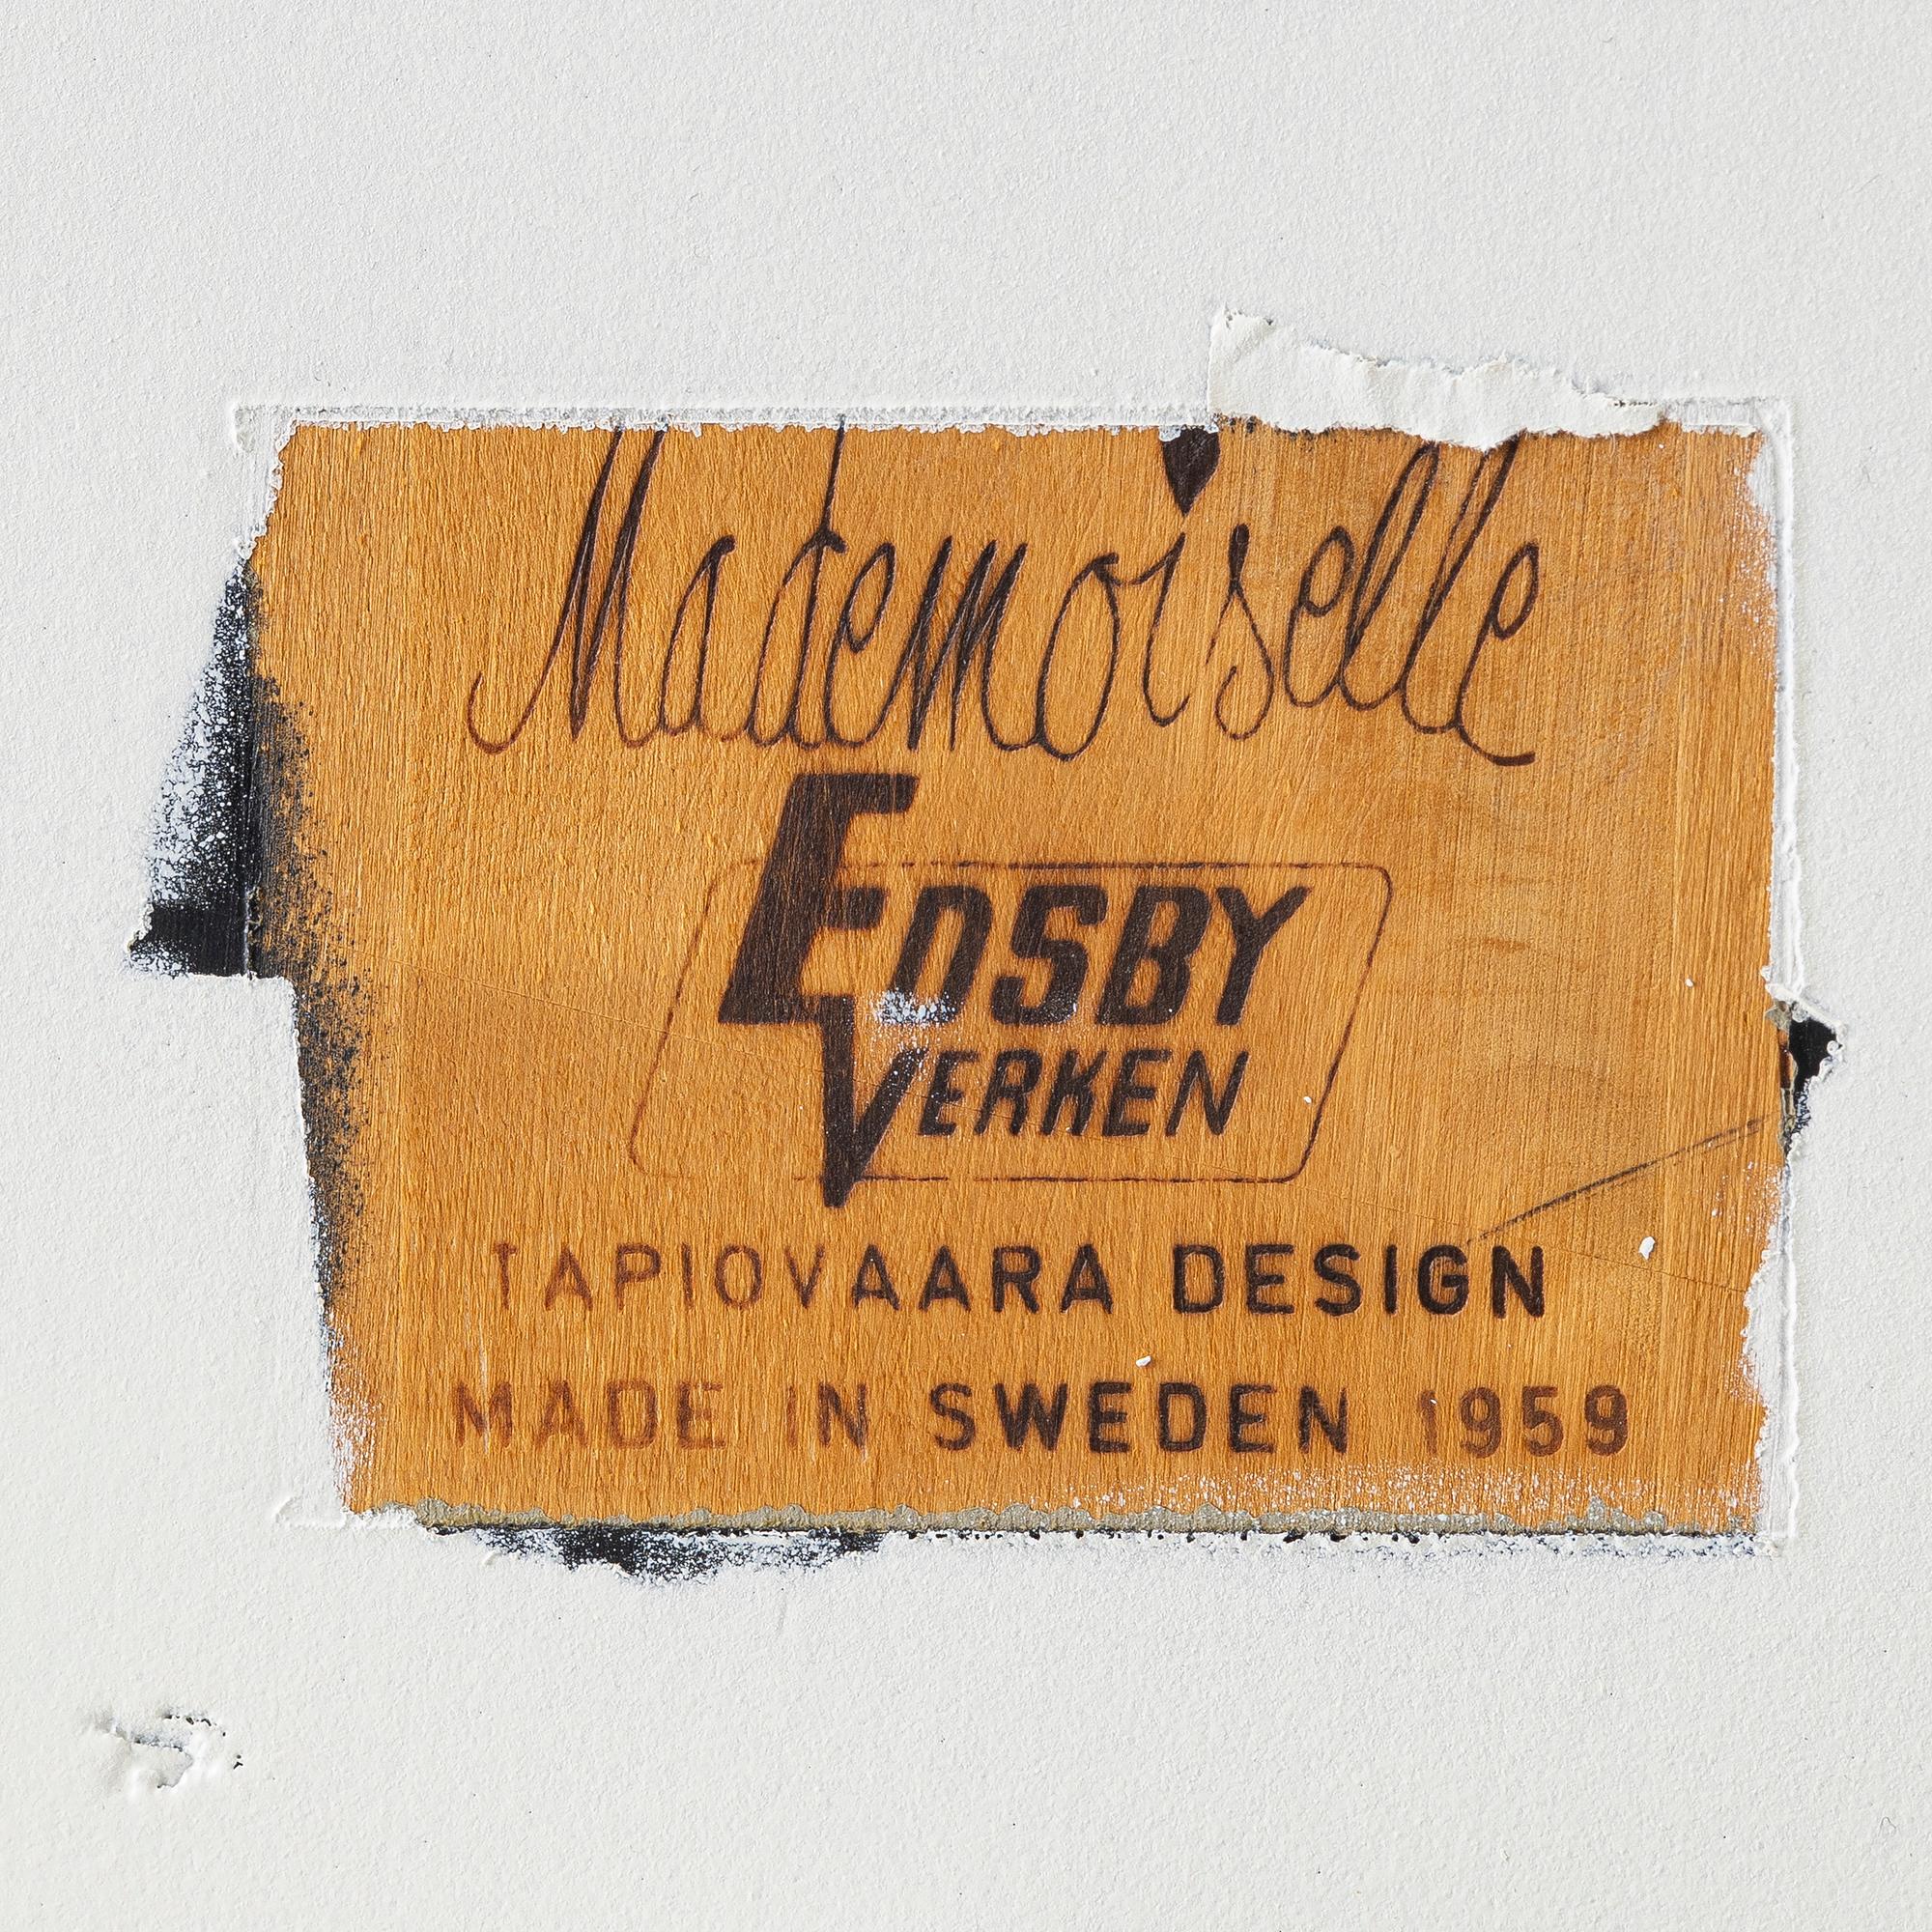 Mademoiselle
EDSBY
VERKEN
TAPIOVAARA DESIGN
MADE IN SWEDEN 1959